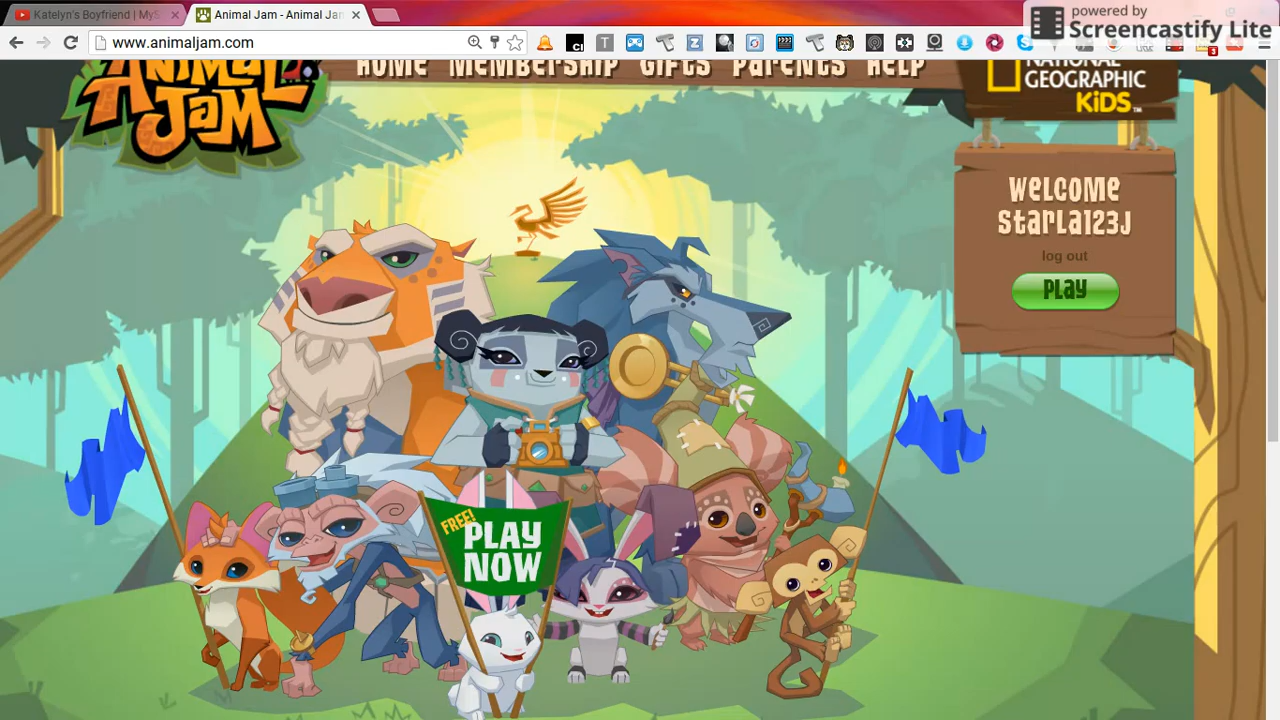 powered by
Screencastify Lite
Katelyn's Boyfriend | MyS
Animal Jam - Animal Jan
www.animaljam.com
ANIMAL
JAM
HOME MEMBERSHIP GIFTS PARENTS HELP
NATIONAL
GEOGRAPHIC
KiDS
WELCOME
Starla123J
log out
PLAY
FREE!
PLAY
NOW